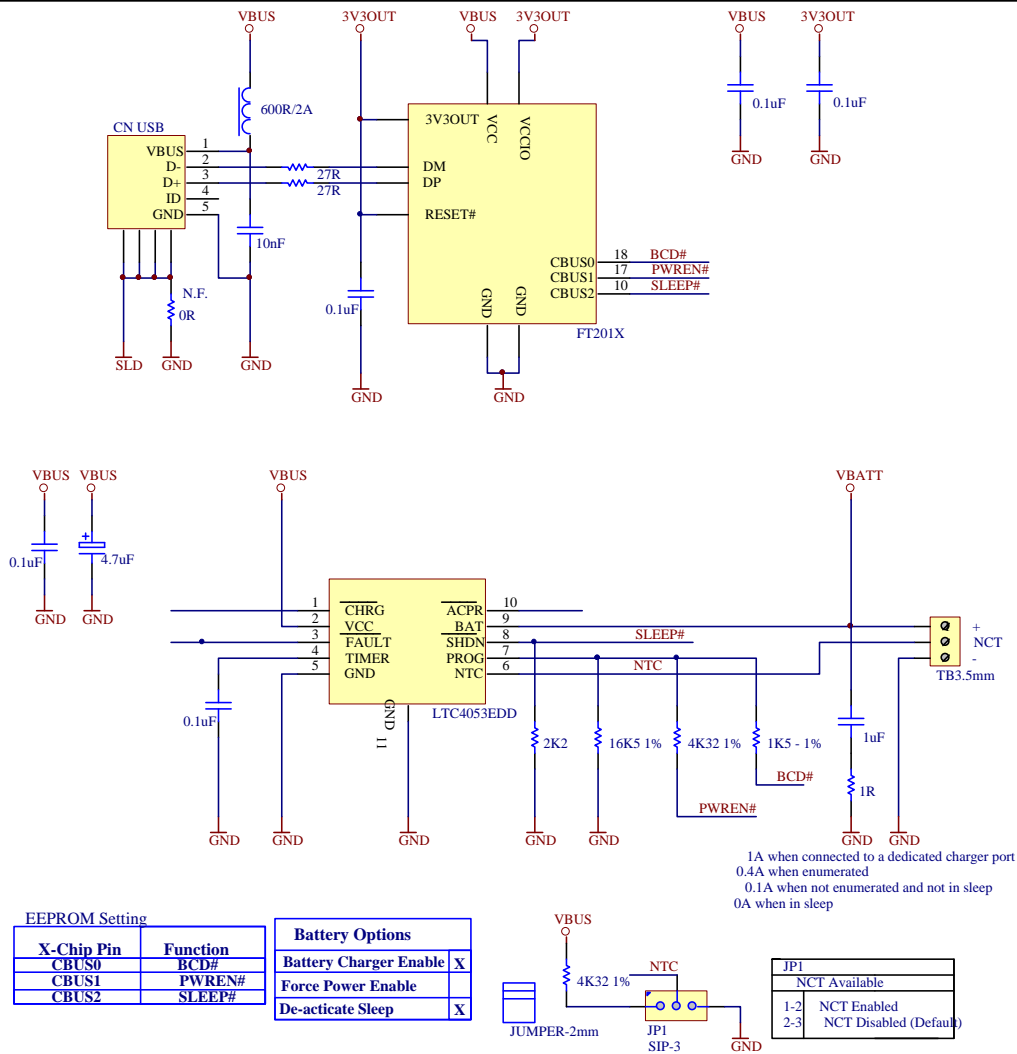 VBUS
3V3OUT
VBUS
3V3OUT
VBUS
3V3OUT
600R/2A
0.1uF
0.1uF
GND
GND
CN USB
VBUS 1
D- 2
D+ 3
ID 4
GND 5
27R
27R
10nF
N.F.
0R
SLD
GND
GND
0.1uF
GND
3V3OUT
VCC
VCCIO
DM
DP
RESET#
CBUS0 18 BCD#
CBUS1 17 PWREN#
CBUS2 10 SLEEP#
GND
GND
FT201X
GND
VBUS
VBUS
VBUS
VBATT
0.1uF
4.7uF
GND
GND
1 CHRG
2 VCC
3 FAULT
4 TIMER
5 GND
ACPR 10
BAT 9
SHDN 8
PROG 7
NTC 6
GND
11
LTC4053EDD
SLEEP#
NTC
+
NCT
-
TB3.5mm
0.1uF
2K2
16K5 1%
4K32 1%
1K5 - 1%
1uF
1R
BCD#
PWREN#
GND
GND
GND
GND
GND
GND
GND
1A when connected to a dedicated charger port
0.4A when enumerated
0.1A when not enumerated and not in sleep
0A when in sleep
EEPROM Setting
X-Chip Pin Function
CBUS0 BCD#
CBUS1 PWREN#
CBUS2 SLEEP#
Battery Options
Battery Charger Enable X
Force Power Enable
De-acticate Sleep X
JUMPER-2mm
VBUS
4K32 1%
NTC
JP1
SIP-3
GND
JP1
NCT Available
1-2 NCT Enabled
2-3 NCT Disabled (Default)